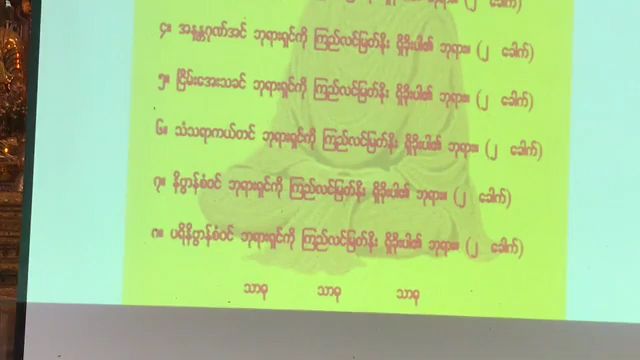 ဘုရား။ (၂ ခေါက်)
၄။ အနန္တဂုဏ်အင် ဘုရားရှင်ကို ကြည်လင်မြတ်နိုး ရှိခိုးပါ၏ ဘုရား။ (၂ ခေါက်)
၅။ ငြိမ်းအေးသခင် ဘုရားရှင်ကို ကြည်လင်မြတ်နိုး ရှိခိုးပါ၏ ဘုရား။ (၂ ခေါက်)
၆။ သံသရာကယ်တင် ဘုရားရှင်ကို ကြည်လင်မြတ်နိုး ရှိခိုးပါ၏ ဘုရား။ (၂ ခေါက်)
၇။ နိဗ္ဗာန်စံဝင် ဘုရားရှင်ကို ကြည်လင်မြတ်နိုး ရှိခိုးပါ၏ ဘုရား။ (၂ ခေါက်)
၈။ ပရိနိဗ္ဗာန်စံဝင် ဘုရားရှင်ကို ကြည်လင်မြတ်နိုး ရှိခိုးပါ၏ ဘုရား။ (၂ ခေါက်)
သာဓု သာဓု သာဓု